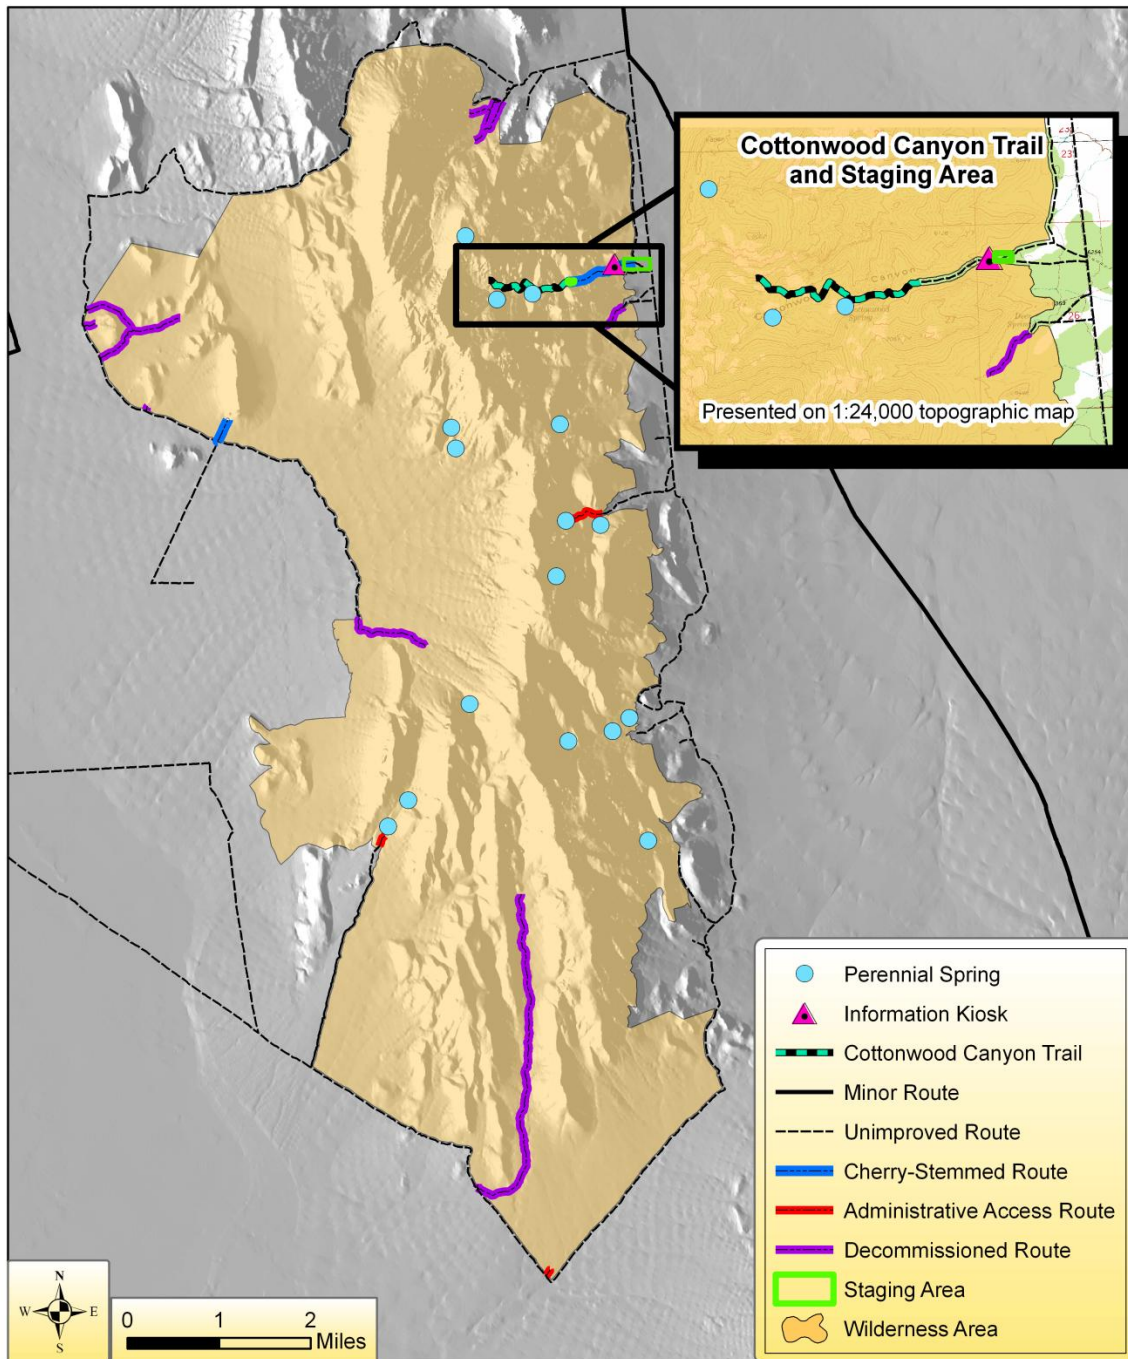 Cottonwood Canyon Trail
and Staging Area
Canyon
Presented on 1:24,000 topographic map
Perennial Spring
Information Kiosk
Cottonwood Canyon Trail
Minor Route
Unimproved Route
Cherry-Stemmed Route
Administrative Access Route
Decommissioned Route
Staging Area
Wilderness Area
N
W E
S
0 1 2
Miles